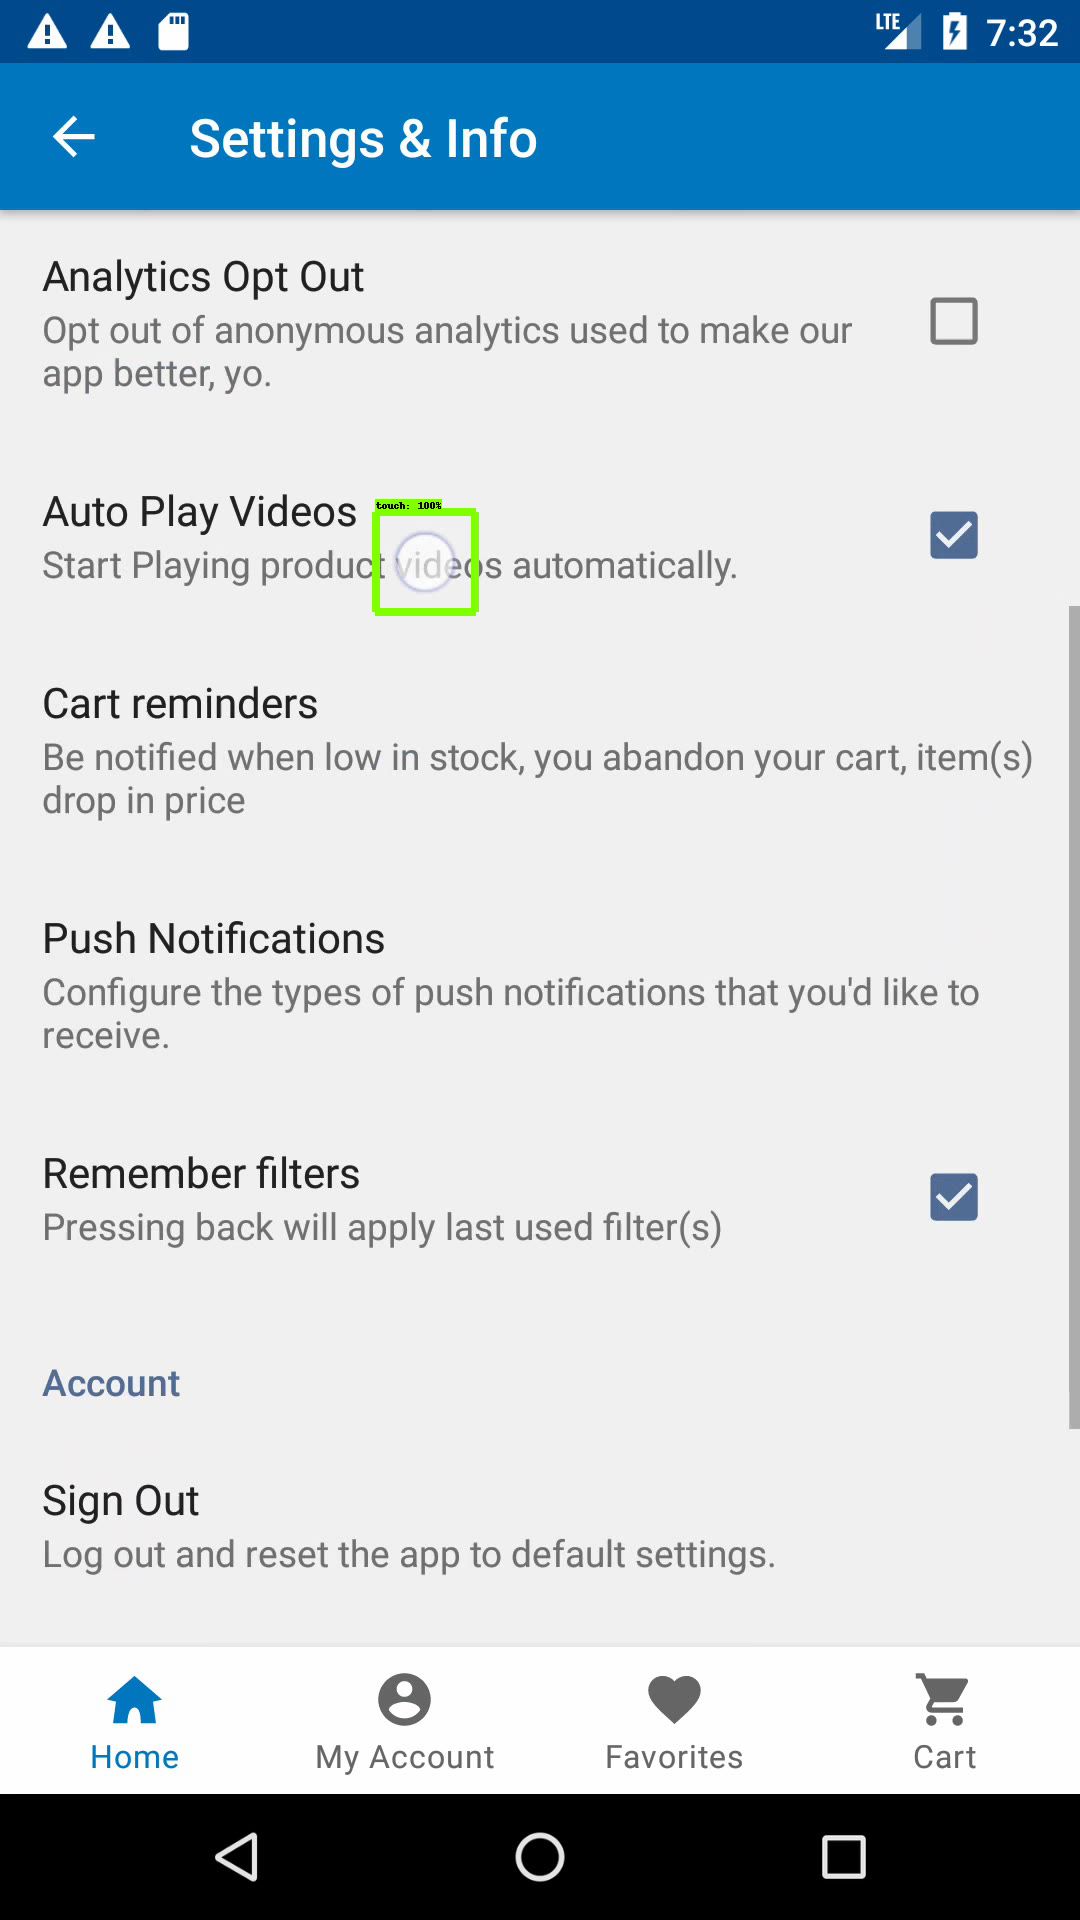 LTE 7:32
Settings & Info
Analytics Opt Out
Opt out of anonymous analytics used to make our
app better, yo.
Auto Play Videos
touch: 100%
Start Playing product videos automatically.
Cart reminders
Be notified when low in stock, you abandon your cart, item(s)
drop in price
Push Notifications
Configure the types of push notifications that you'd like to
receive.
Remember filters
Pressing back will apply last used filter(s)
Account
Sign Out
Log out and reset the app to default settings.
Home My Account Favorites Cart